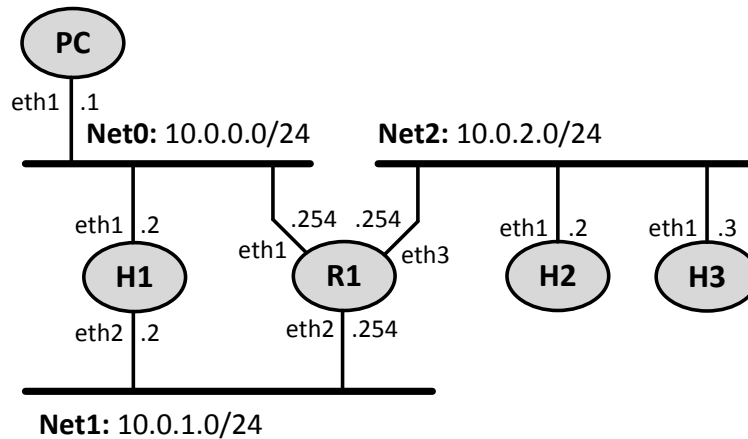 PC
eth1 .1
Net0: 10.0.0.0/24
Net2: 10.0.2.0/24
eth1 .2
.254
.254
eth1 .2
eth1 .3
eth1
eth3
H1
R1
H2
H3
eth2 .2
eth2 .254
Net1: 10.0.1.0/24